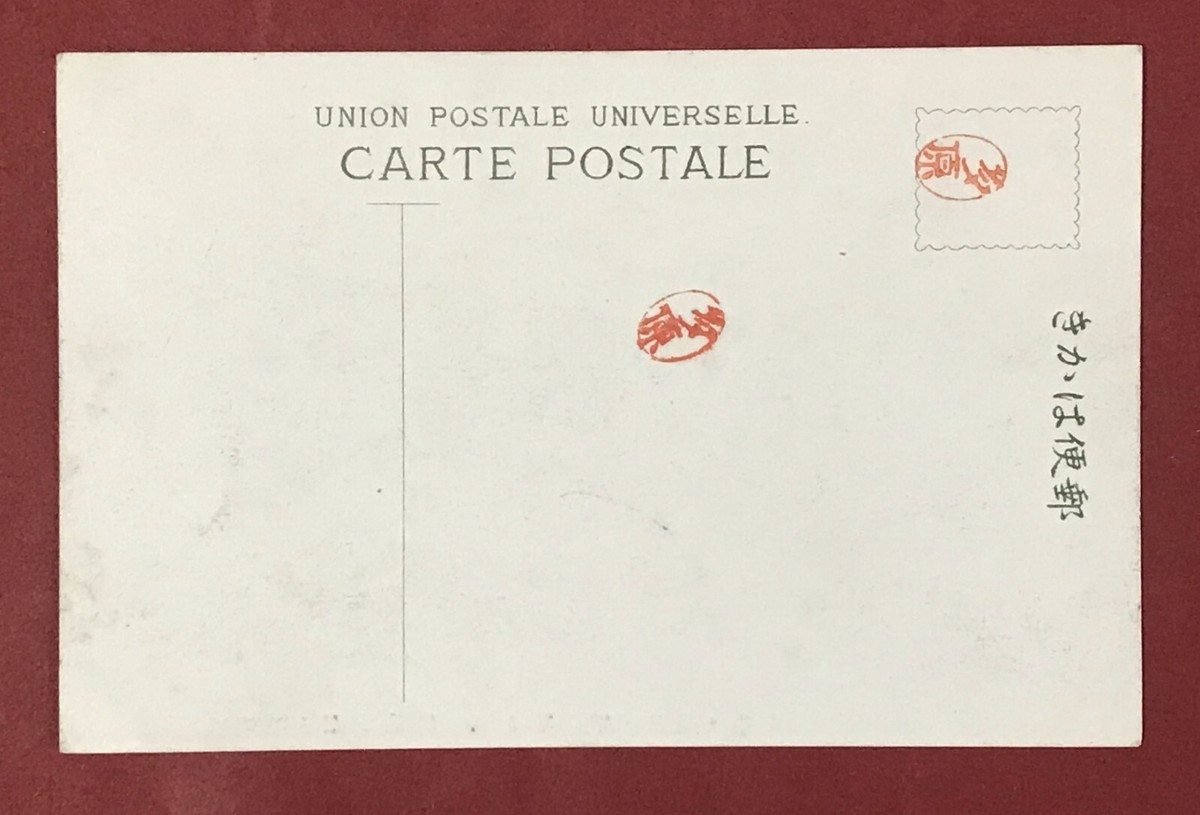 UNION POSTALE UNIVERSELLE.
CARTE POSTALE
郵便はかき